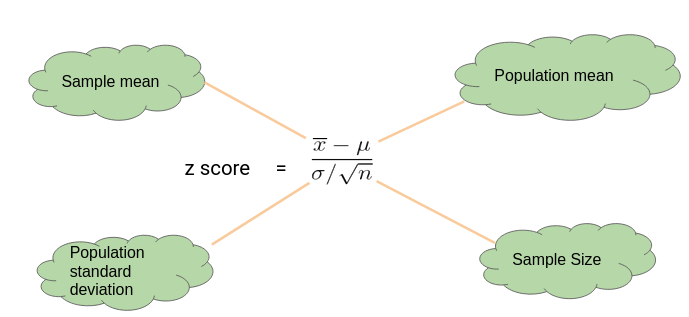 Sample mean
Population mean
z score = x̅ − μ / σ/√n
Population
standard
deviation
Sample Size